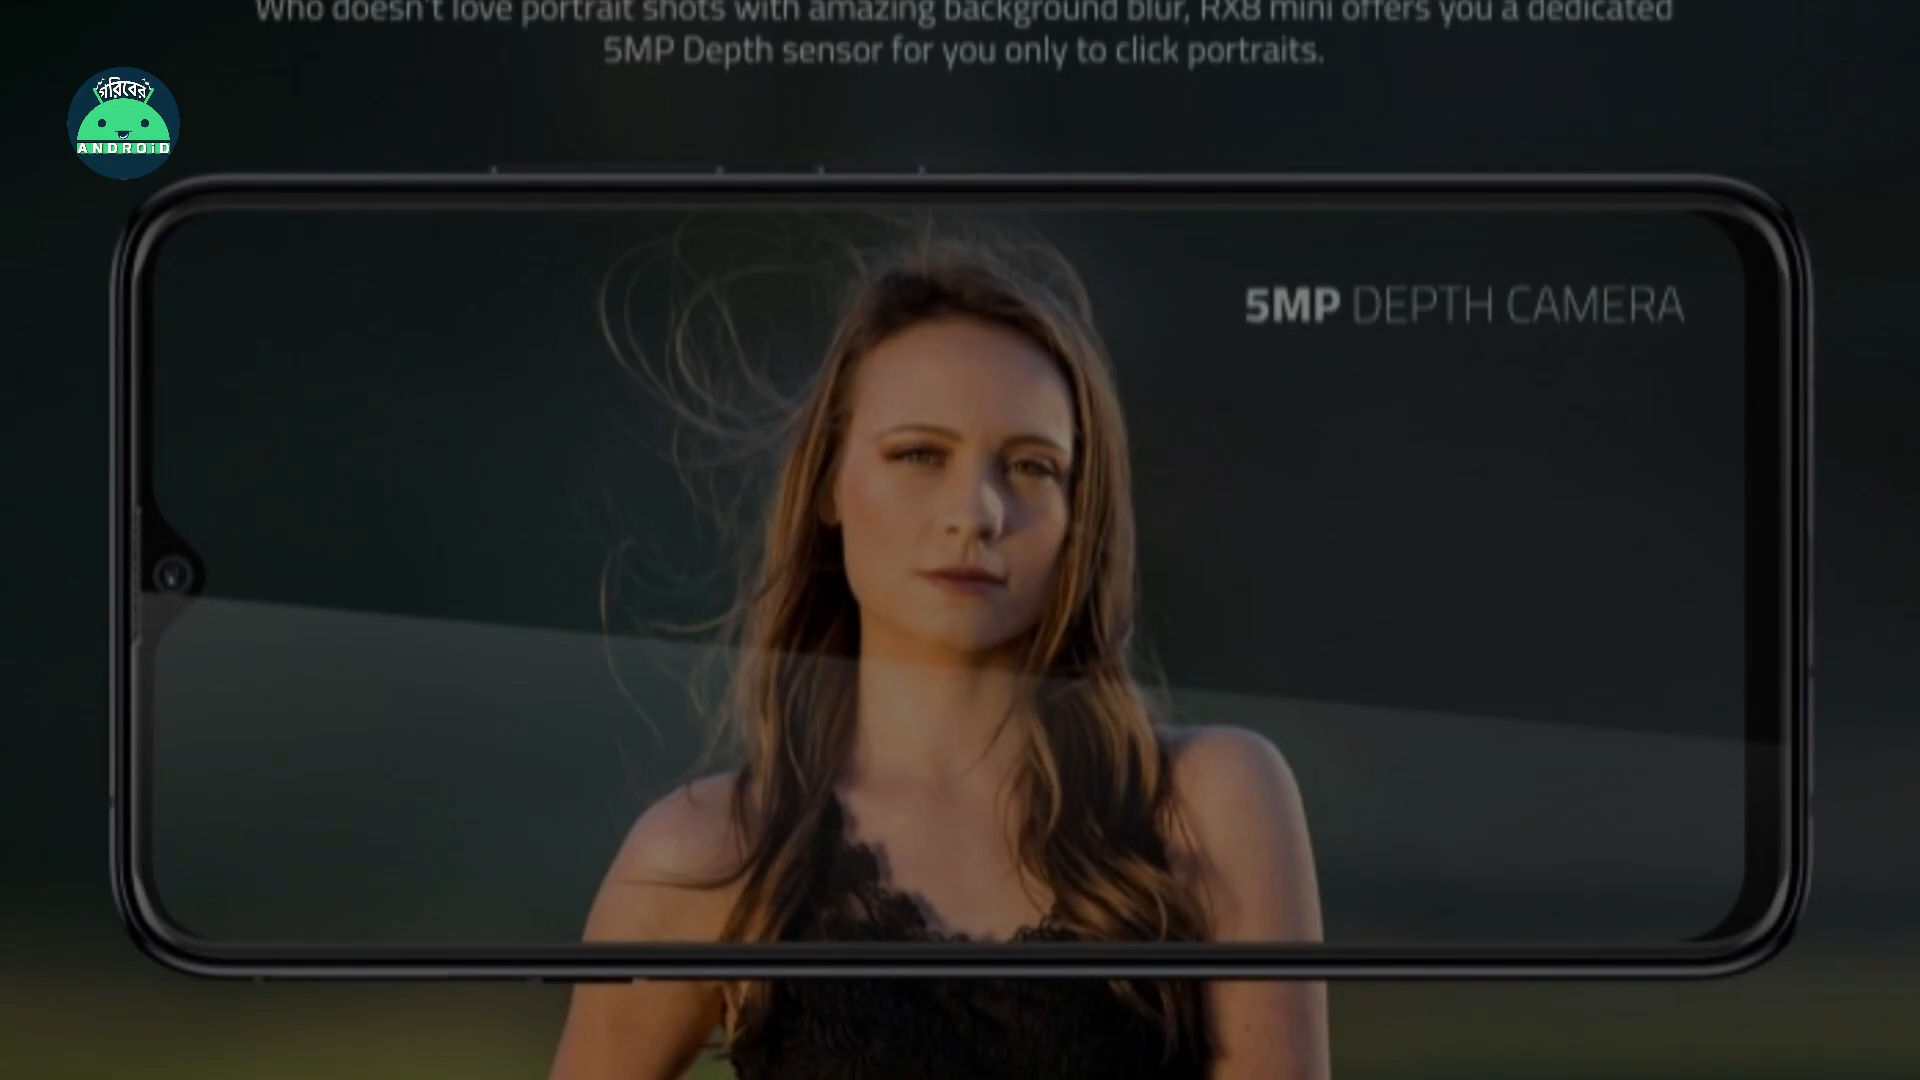 Who doesn't love portrait shots with amazing background blur, RX8 mini offers you a dedicated
5MP Depth sensor for you only to click portraits.
গরিবের
ANDROiD
5MP DEPTH CAMERA